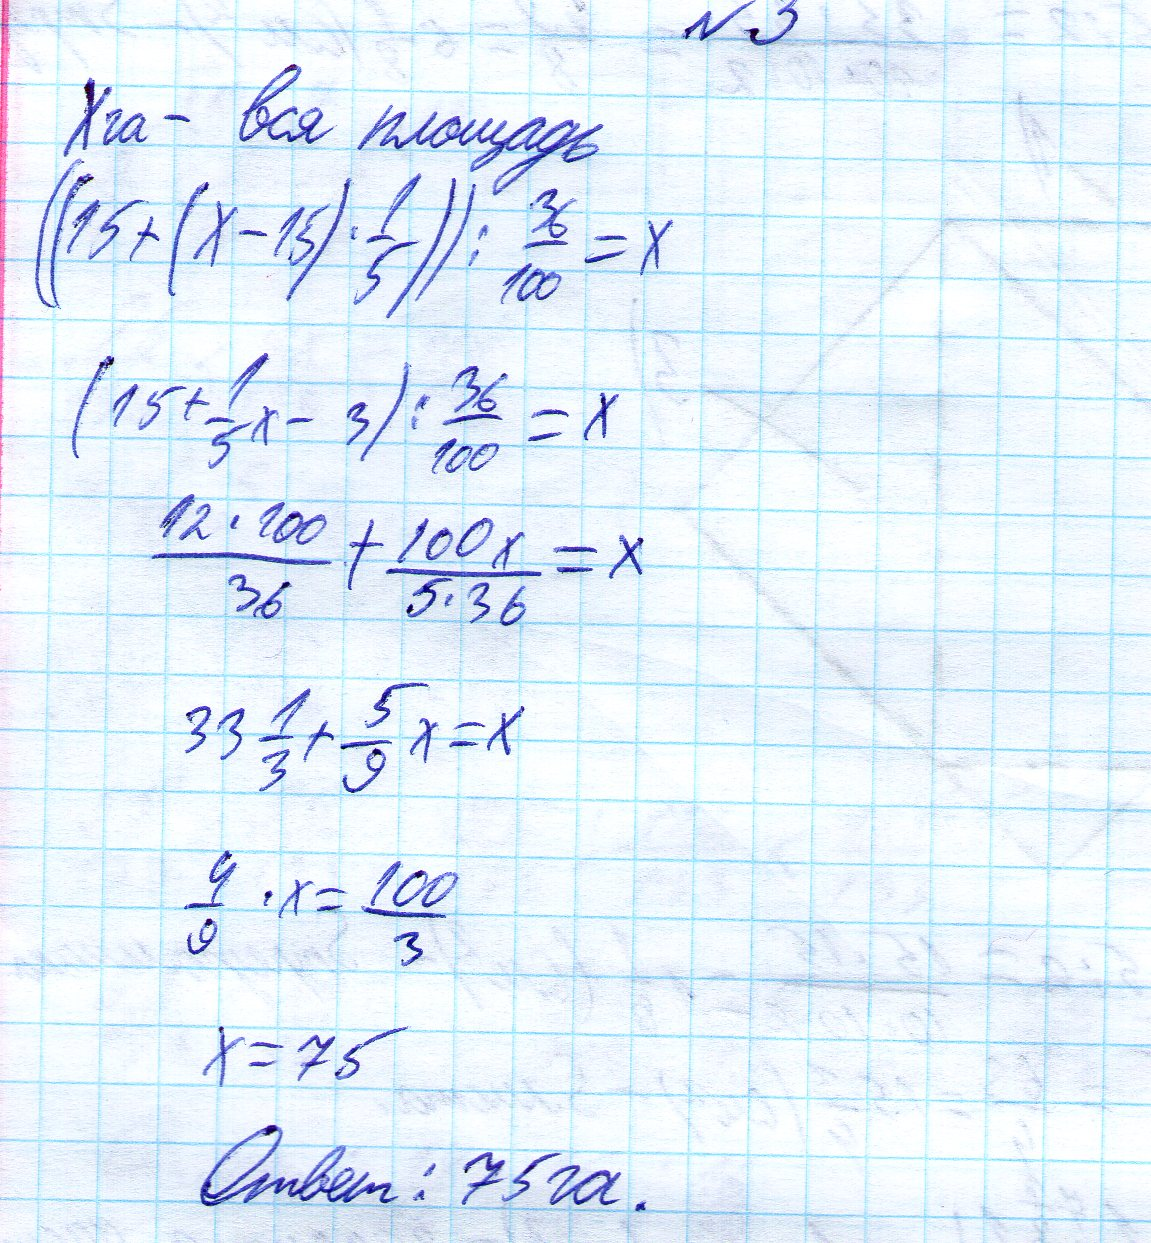 №3
Xга - вся площадь
((15+(x-15)·1/5)):36/100=x
(15+1/5x-3):36/100=x
12·100/36+100x/5·36=x
33 1/3+5/9x=x
4/9·x=100/3
x=75
Ответ: 75га.